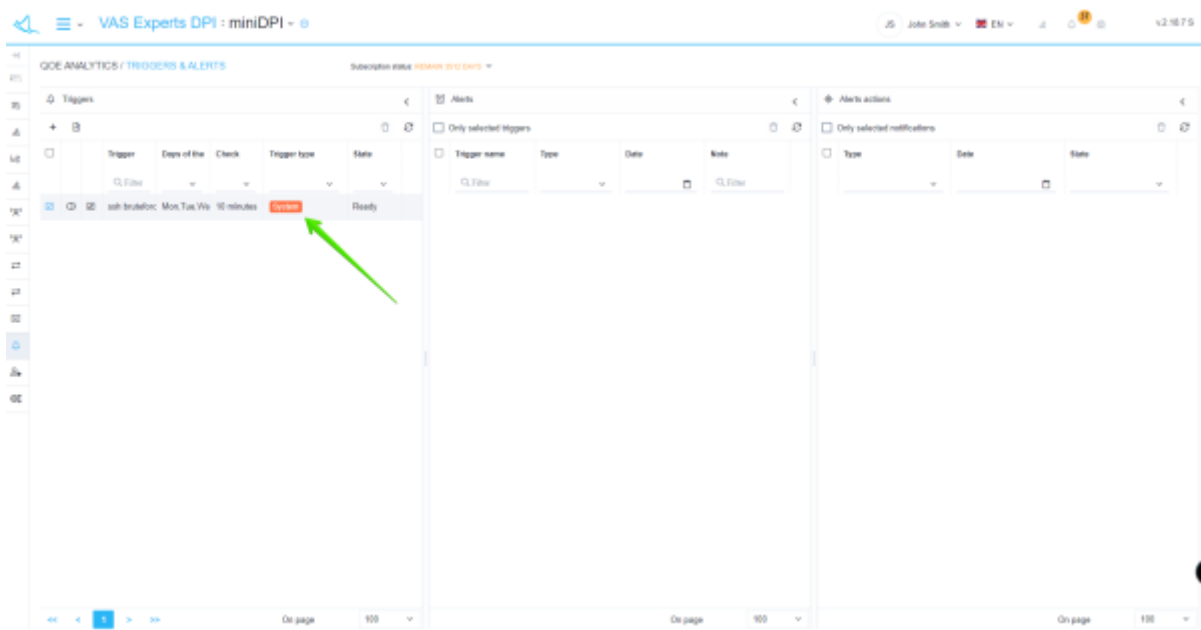 VAS Experts DPI : miniDPI
JS John Smith EN
QOE ANALYTICS / TRIGGERS & ALERTS
Subscription status
Triggers
Alerts
Alerts actions
Only selected triggers
Only selected notifications
Trigger Days of the Check Trigger type State
Trigger name Type Date Note
Type Date State
Filter
Filter
Filter
ssh bruteforc Mon,Tue,We 10 minutes System Ready
<< < 1 > >> On page 100
On page 100
On page 100